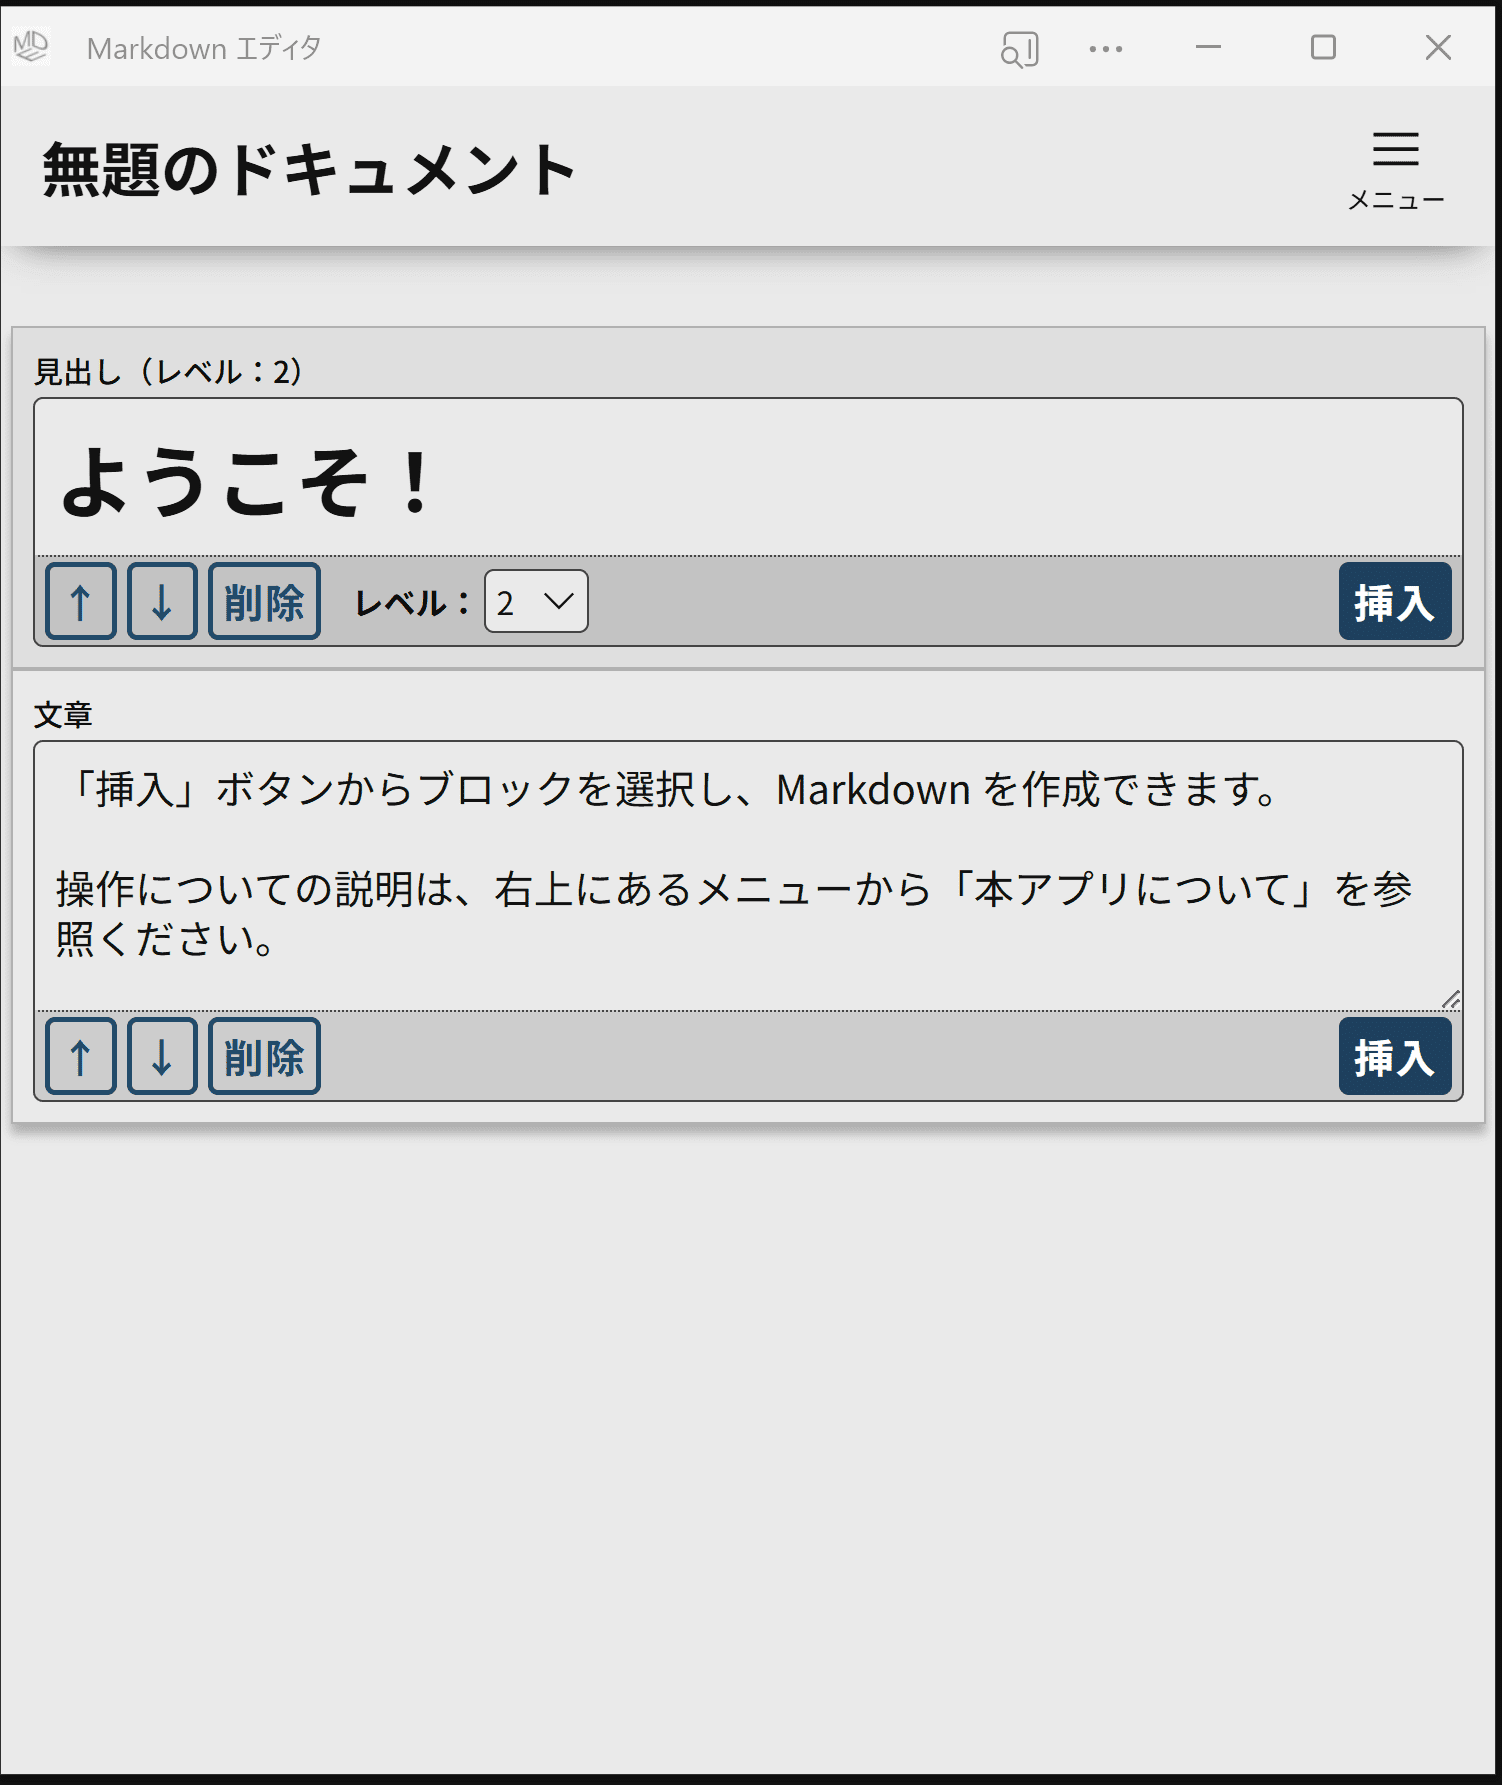 MD
Markdown エディタ
無題のドキュメント
メニュー
見出し（レベル：2）
ようこそ！
↑ ↓ 削除 レベル： 2 挿入
文章
「挿入」ボタンからブロックを選択し、Markdown を作成できます。
操作についての説明は、右上にあるメニューから「本アプリについて」を参
照ください。
↑ ↓ 削除 挿入